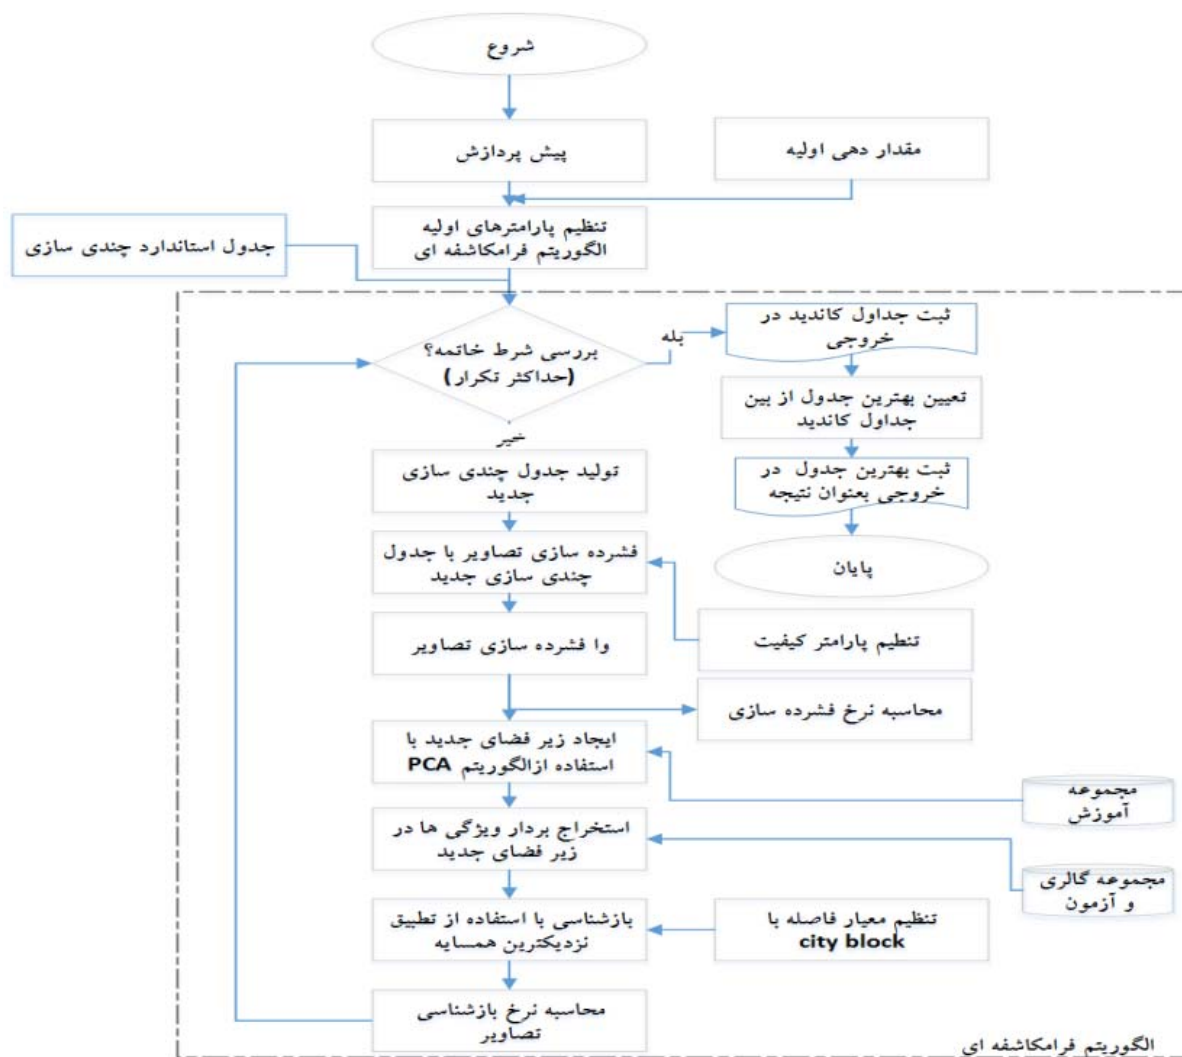 شروع
پیش پردازش
مقدار دهی اولیه
تنظیم پارامترهای اولیه
الگوریتم فرامکاشفه ای
جدول استاندارد چندی سازی
بررسی شرط خاتمه؟
(حداکثر تکرار)
بله
ثبت جداول کاندید در
خروجی
تعیین بهترین جدول از بین
جداول کاندید
ثبت بهترین جدول در
خروجی بعنوان نتیجه
پایان
خیر
تولید جدول چندی سازی
جدید
فشرده سازی تصاویر با جدول
چندی سازی جدید
تنطیم پارامتر کیفیت
وا فشرده سازی تصاویر
محاسبه نرخ فشرده سازی
ایجاد زیر فضای جدید با
استفاده ازالگوریتم PCA
مجموعه
آموزش
استخراج بردار ویژگی ها در
زیر فضای جدید
مجموعه گالری
و آزمون
بازشناسی با استفاده از تطبیق
نزدیکترین همسایه
تنظیم معیار فاصله با
city block
محاسبه نرخ بازشناسی
تصاویر
الگوریتم فرامکاشفه ای